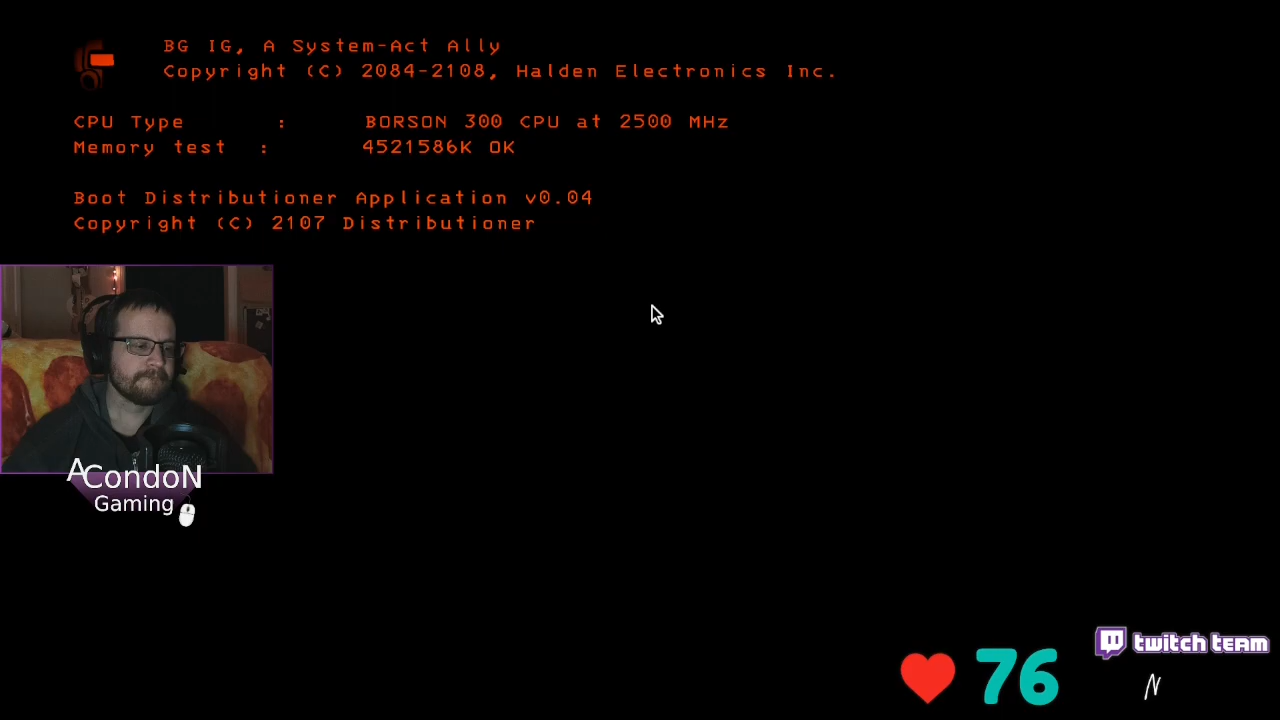 BG IG, A System-Act Ally
Copyright (C) 2084-2108, Halden Electronics Inc.
CPU Type : BORSON 300 CPU at 2500 MHz
Memory test : 4521586K OK
Boot Distributioner Application v0.04
Copyright (C) 2107 Distributioner
ACondoN
Gaming
76
twitch team
N